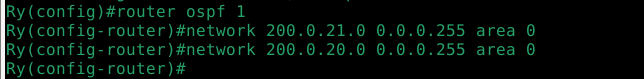 Ry(config)#router ospf 1
Ry(config-router)#network 200.0.21.0 0.0.0.255 area 0
Ry(config-router)#network 200.0.20.0 0.0.0.255 area 0
Ry(config-router)#